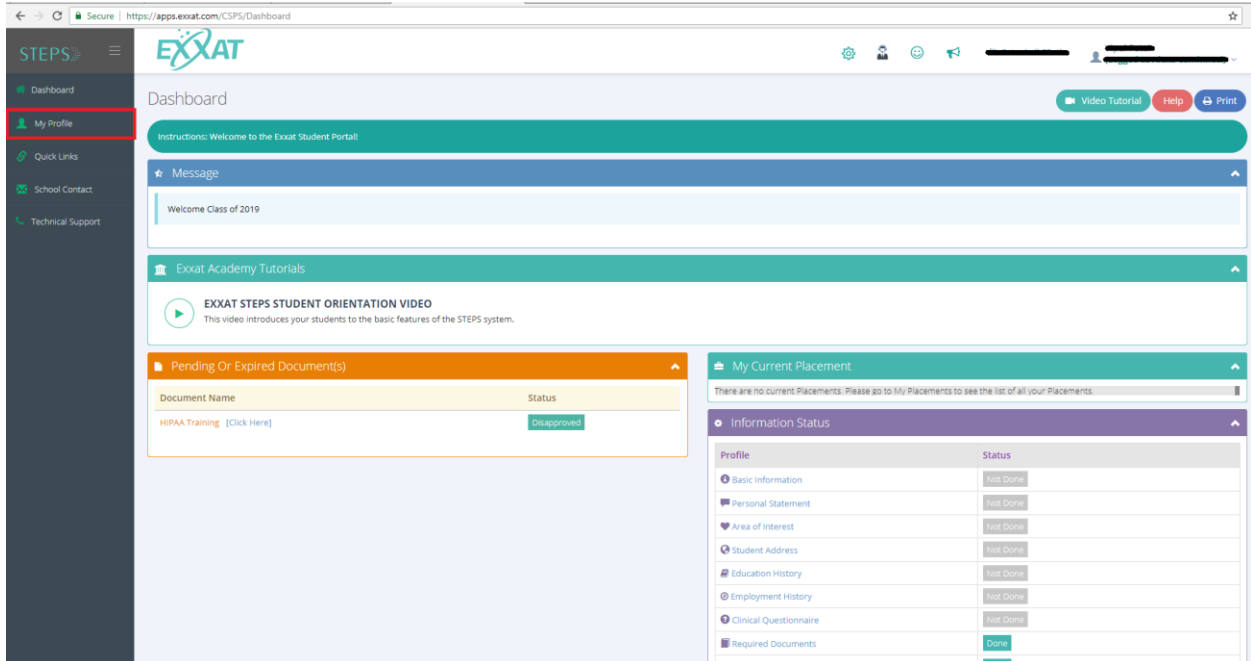 Secure | https://apps.exxat.com/CSPS/Dashboard
STEPS
EXXAT
Dashboard
My Profile
Quick Links
School Contact
Technical Support
Dashboard
Video Tutorial
Help
Print
Instructions: Welcome to the Exxat Student Portal!
Message
Welcome Class of 2019
Exxat Academy Tutorials
EXXAT STEPS STUDENT ORIENTATION VIDEO
This video introduces your students to the basic features of the STEPS system.
Pending Or Expired Document(s)
Document Name Status
HIPAA Training [Click Here] Disapproved
My Current Placement
There are no current Placements. Please go to My Placements to see the list of all your Placements.
Information Status
Profile Status
Basic Information Not Done
Personal Statement Not Done
Area of Interest Not Done
Student Address Not Done
Education History Not Done
Employment History Not Done
Clinical Questionnaire Not Done
Required Documents Done